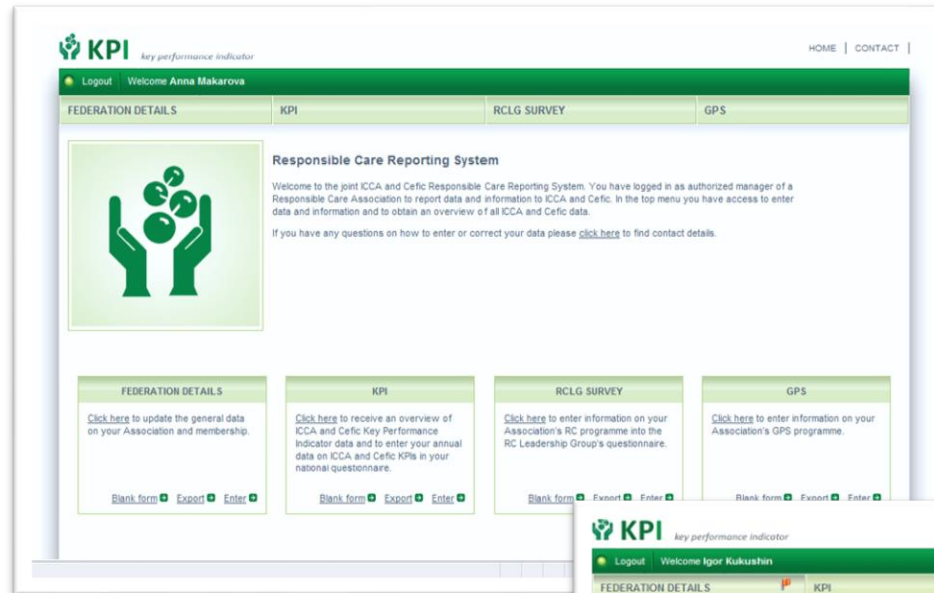 KPI key performance indicator
HOME | CONTACT |
Logout Welcome Anna Makarova
FEDERATION DETAILS KPI RCLG SURVEY GPS
Responsible Care Reporting System
Welcome to the joint ICCA and Cefic Responsible Care Reporting System. You have logged in as authorized manager of a
Responsible Care Association to report data and information to ICCA and Cefic. In the top menu you have access to enter
data and information and to obtain an overview of all ICCA and Cefic data.
If you have any questions on how to enter or correct your data please click here to find contact details.
FEDERATION DETAILS
Click here to update the general data
on your Association and membership.
Blank form Export Enter
KPI
Click here to receive an overview of
ICCA and Cefic Key Performance
Indicator data and to enter your annual
data on ICCA and Cefic KPIs in your
national questionnaire.
Blank form Export Enter
RCLG SURVEY
Click here to enter information on your
Association's RC programme into the
RC Leadership Group's questionnaire.
Blank form Export Enter
GPS
Click here to enter information on your
Association's GPS programme.
Blank form Export Enter
KPI key performance indicator
Logout Welcome Igor Kukushin
FEDERATION DETAILS KPI